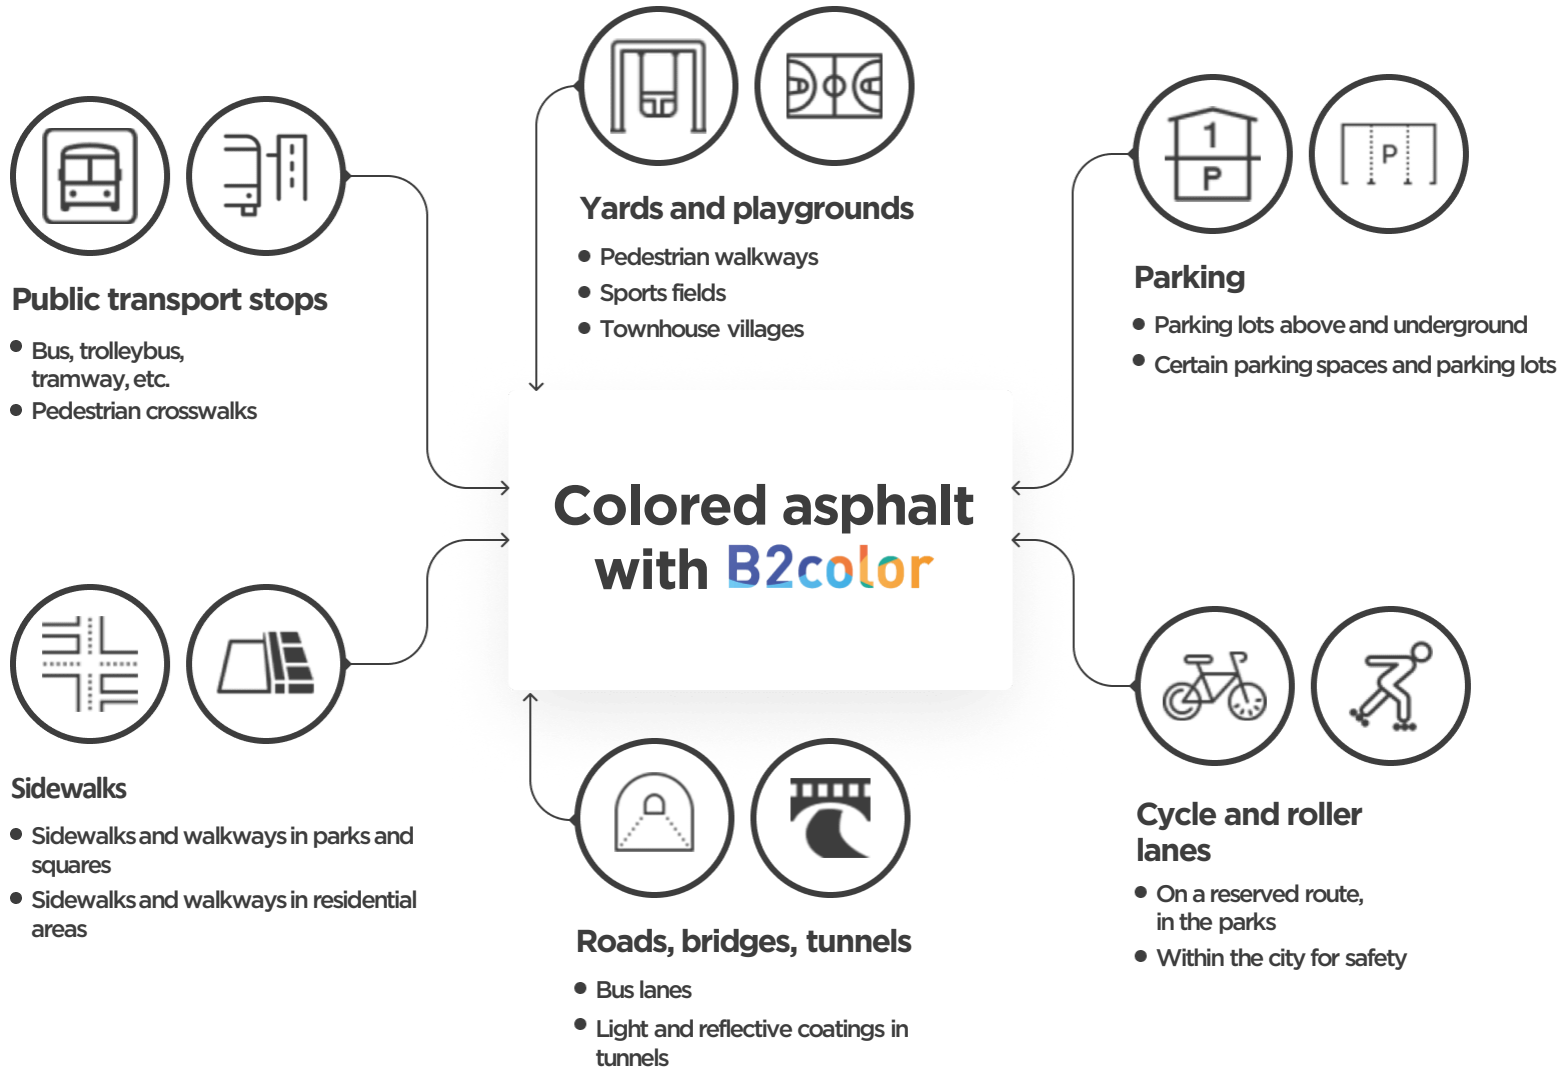 Public transport stops
Bus, trolleybus,
tramway, etc.
Pedestrian crosswalks
Yards and playgrounds
Pedestrian walkways
Sports fields
Townhouse villages
1
P
P
Parking
Parking lots above and underground
Certain parking spaces and parking lots
Colored asphalt
with B2color
Sidewalks
Sidewalks and walkways in parks and
squares
Sidewalks and walkways in residential
areas
Roads, bridges, tunnels
Bus lanes
Light and reflective coatings in
tunnels
Cycle and roller
lanes
On a reserved route,
in the parks
Within the city for safety